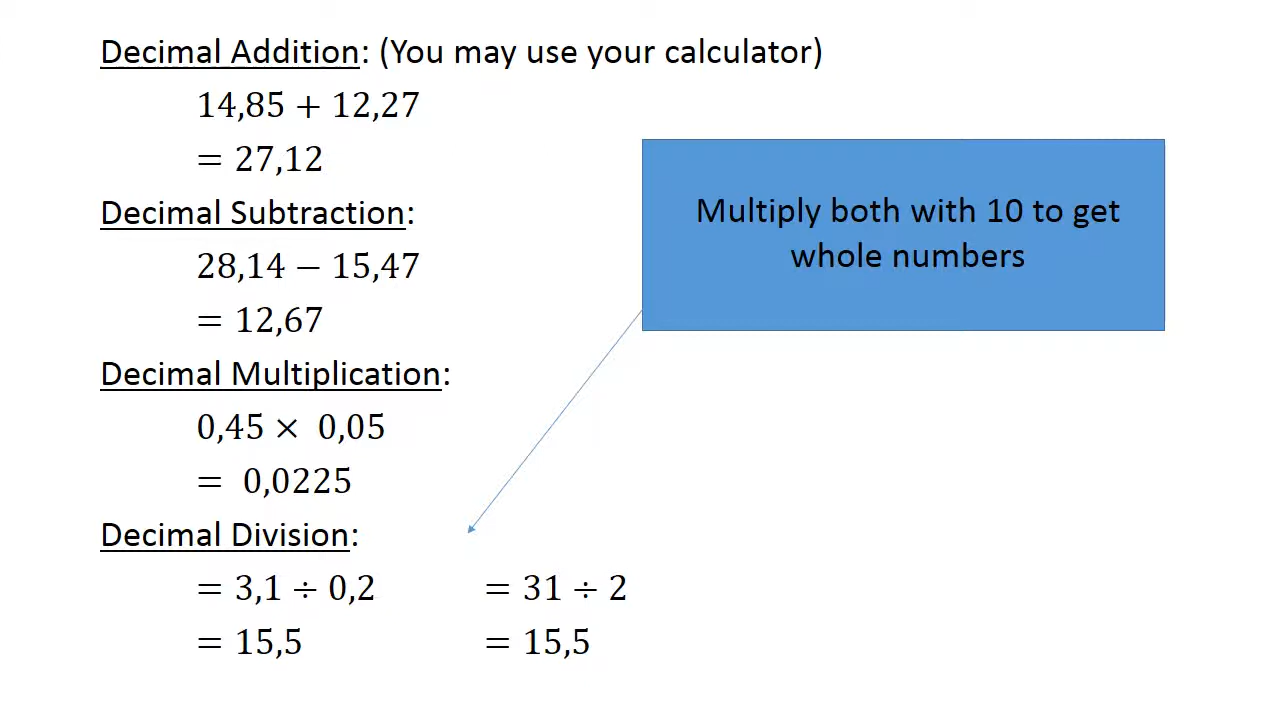 Decimal Addition: (You may use your calculator)
14,85 + 12,27
= 27,12
Decimal Subtraction:
28,14 − 15,47
= 12,67
Decimal Multiplication:
0,45 × 0,05
= 0,0225
Decimal Division:
= 3,1 ÷ 0,2
= 15,5
= 31 ÷ 2
= 15,5
Multiply both with 10 to get
whole numbers